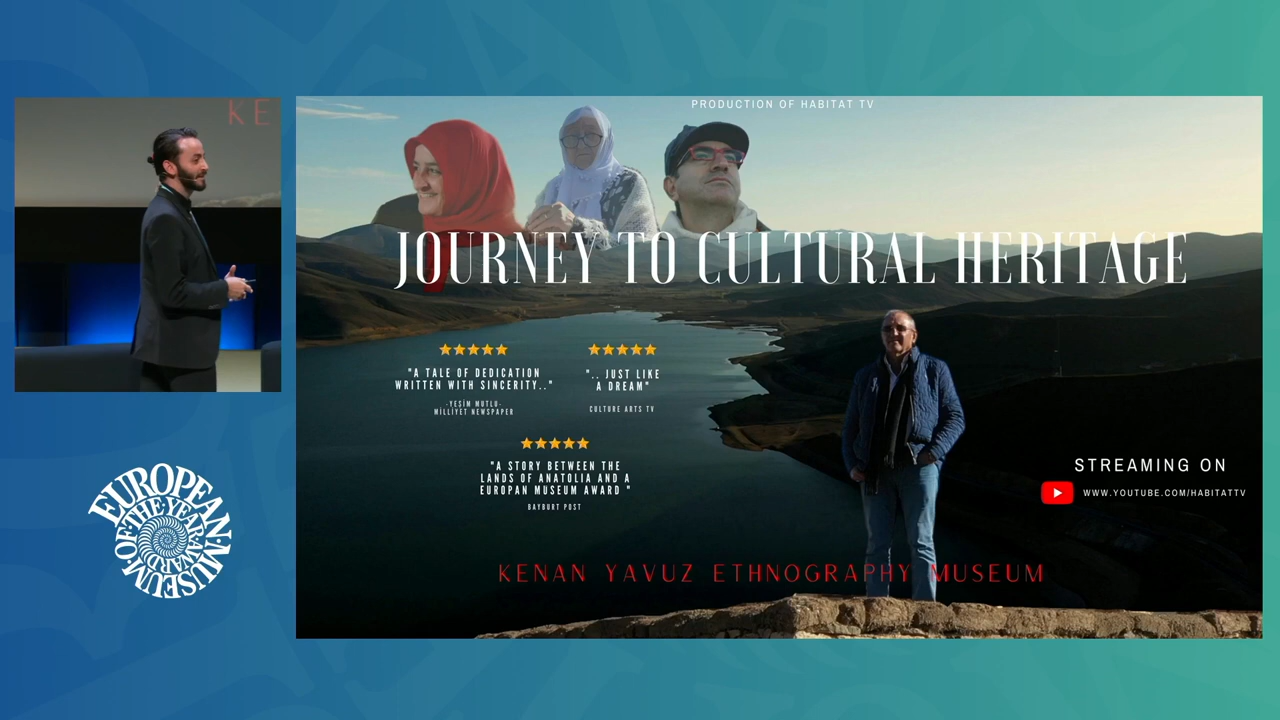 KE
PRODUCTION OF HABITAT TV
JOURNEY TO CULTURAL HERITAGE
"A TALE OF DEDICATION
WRITTEN WITH SINCERITY.."
-YEŞİM MUTLU-
MİLLİYET NEWSPAPER
".. JUST LIKE
A DREAM"
CULTURE ARTS TV
"A STORY BETWEEN THE
LANDS OF ANATOLIA AND A
EUROPAN MUSEUM AWARD "
BAYBURT POST
STREAMING ON
WWW.YOUTUBE.COM/HABITATTV
KENAN YAVUZ ETHNOGRAPHY MUSEUM
EUROPEAN·MUSEUM
·OF·THE·YEAR·AWARD